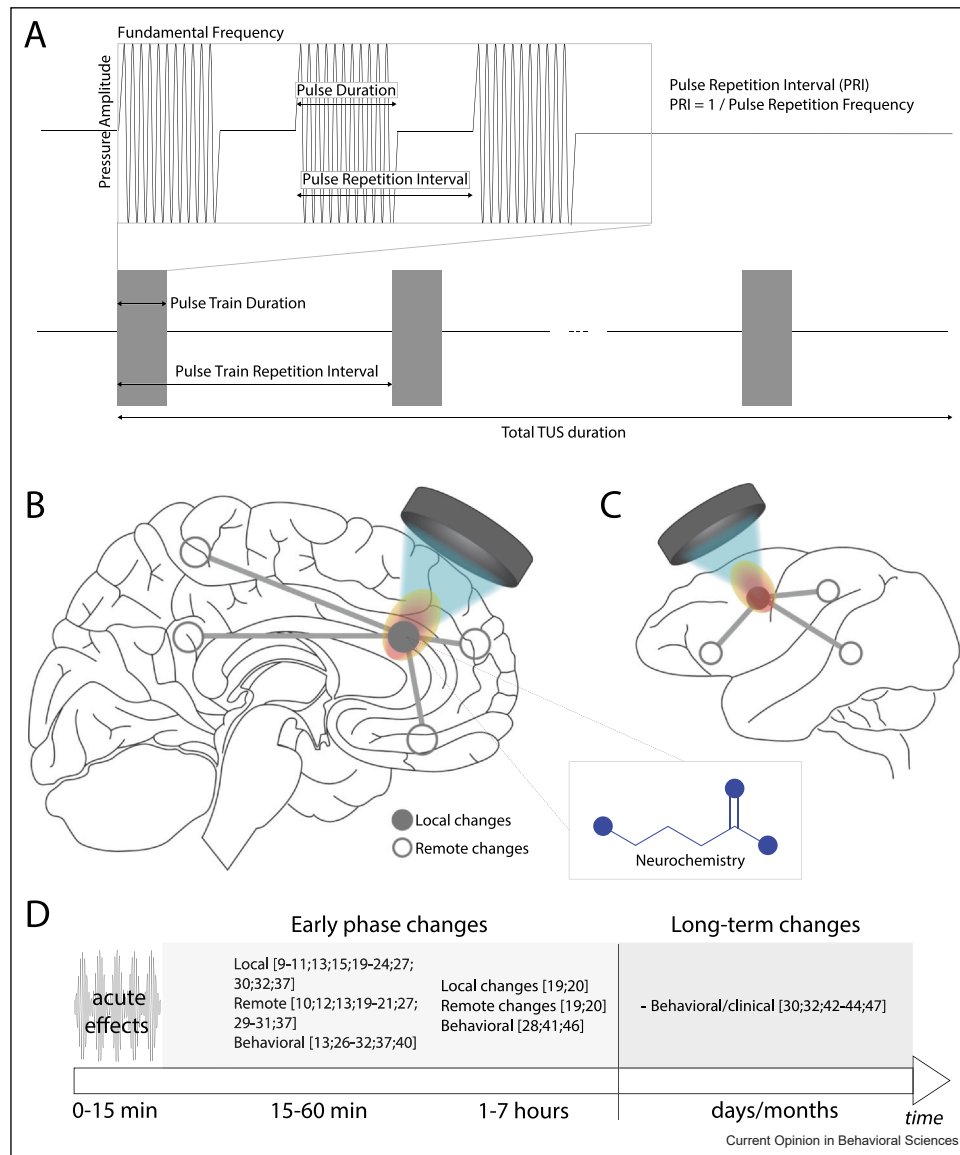 A
Fundamental Frequency
Pressure Amplitude
Pulse Duration
Pulse Repetition Interval
Pulse Repetition Interval (PRI)
PRI = 1 / Pulse Repetition Frequency
Pulse Train Duration
Pulse Train Repetition Interval
Total TUS duration
B
C
Local changes
Remote changes
Neurochemistry
D
Early phase changes
Long-term changes
acute
effects
Local [9-11;13;15;19-24;27;
30;32;37]
Remote [10;12;13;19-21;27;
29-31;37]
Behavioral [13;26-32;37;40]
Local changes [19;20]
Remote changes [19;20]
Behavioral [28;41;46]
- Behavioral/clinical [30;32;42-44;47]
0-15 min
15-60 min
1-7 hours
days/months
time
Current Opinion in Behavioral Sciences